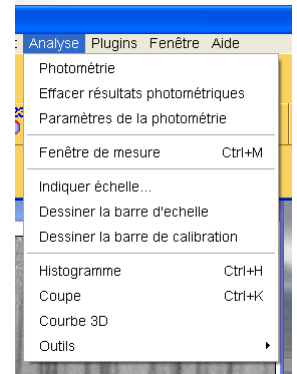 Analyse Plugins Fenêtre Aide
Photométrie
Effacer résultats photométriques
Paramètres de la photométrie
Fenêtre de mesure Ctrl+M
Indiquer échelle...
Dessiner la barre d'echelle
Dessiner la barre de calibration
Histogramme Ctrl+H
Coupe Ctrl+K
Courbe 3D
Outils